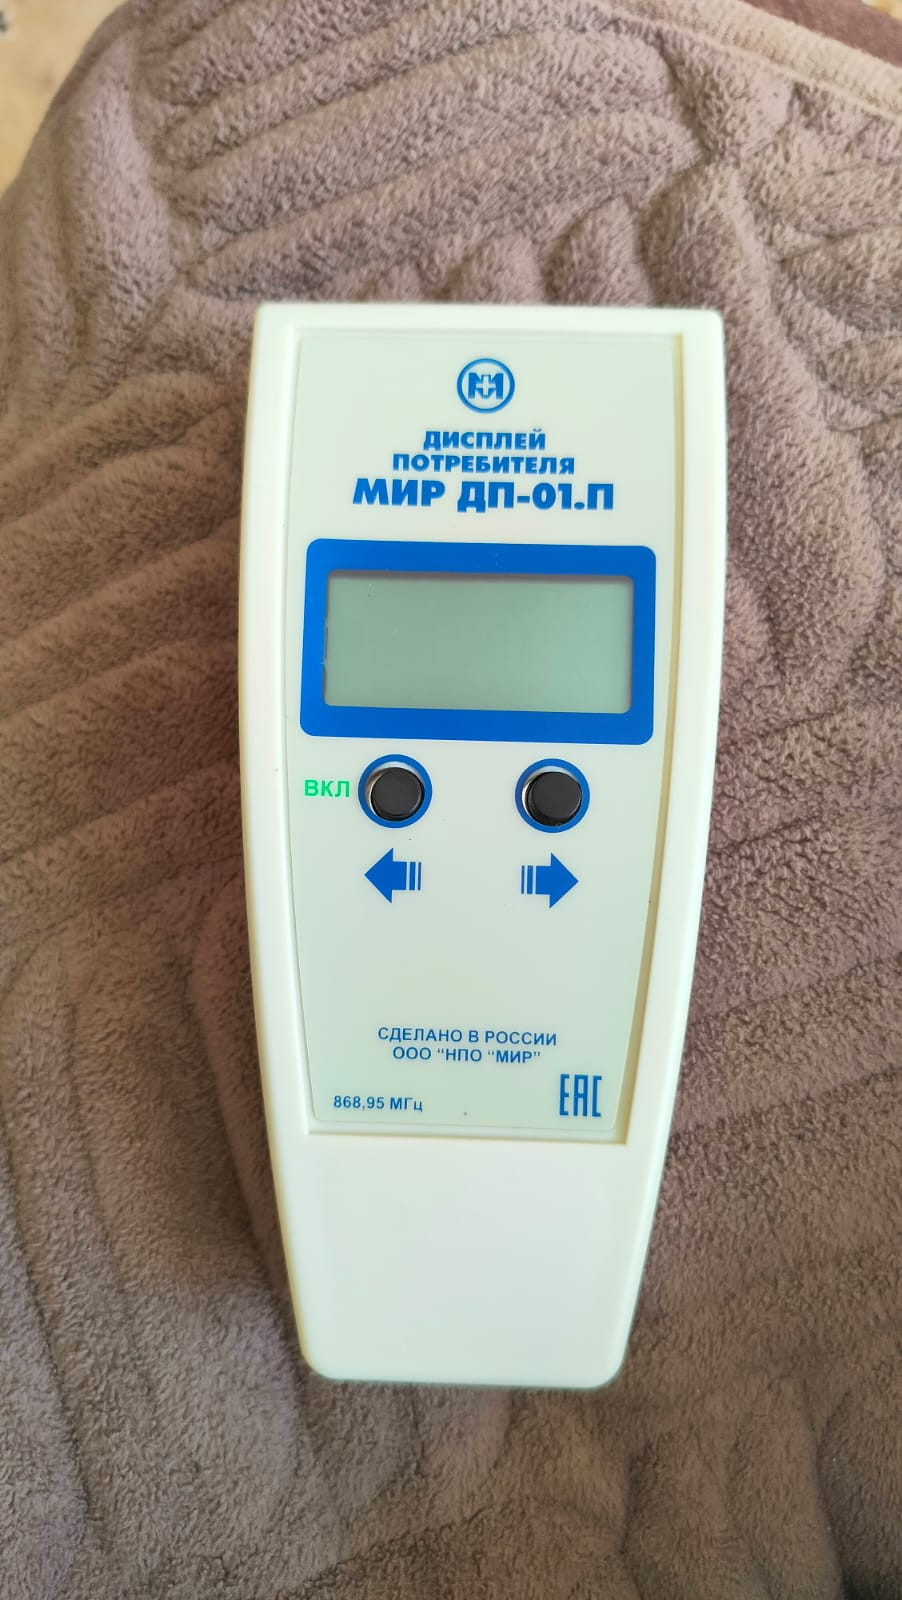 ДИСПЛЕЙ
ПОТРЕБИТЕЛЯ
МИР ДП-01.П
ВКЛ
СДЕЛАНО В РОССИИ
ООО "НПО "МИР"
868,95 МГц
EAC